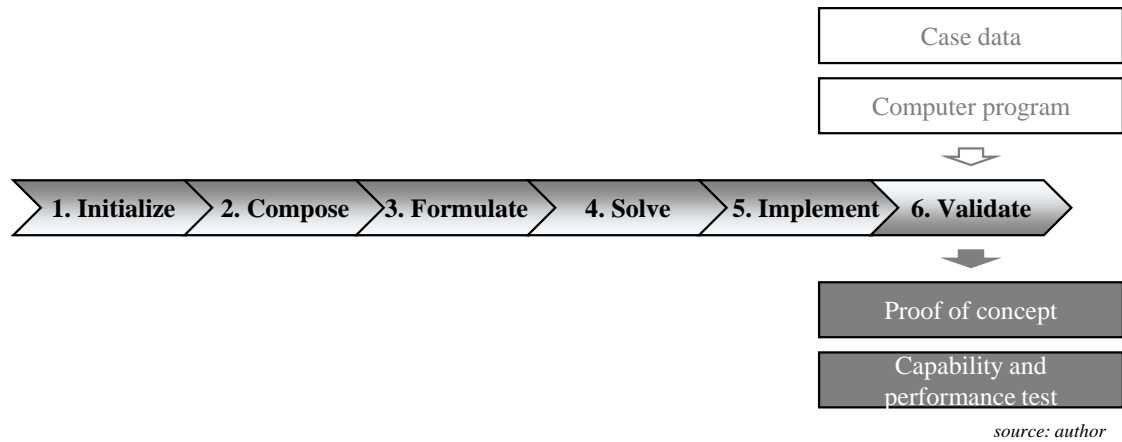 Case data
Computer program
1. Initialize 2. Compose 3. Formulate 4. Solve 5. Implement 6. Validate
Proof of concept
Capability and
performance test
source: author